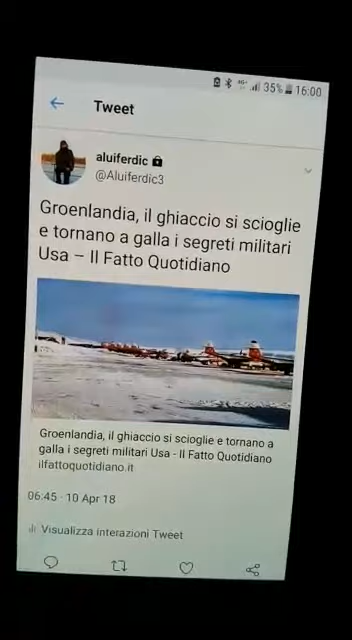 35% 16:00
Tweet
aluiferdic
@Aluiferdic3
Groenlandia, il ghiaccio si scioglie
e tornano a galla i segreti militari
Usa – Il Fatto Quotidiano
Groenlandia, il ghiaccio si scioglie e tornano a
galla i segreti militari Usa - Il Fatto Quotidiano
ilfattoquotidiano.it
06:45 · 10 Apr 18
Visualizza interazioni Tweet